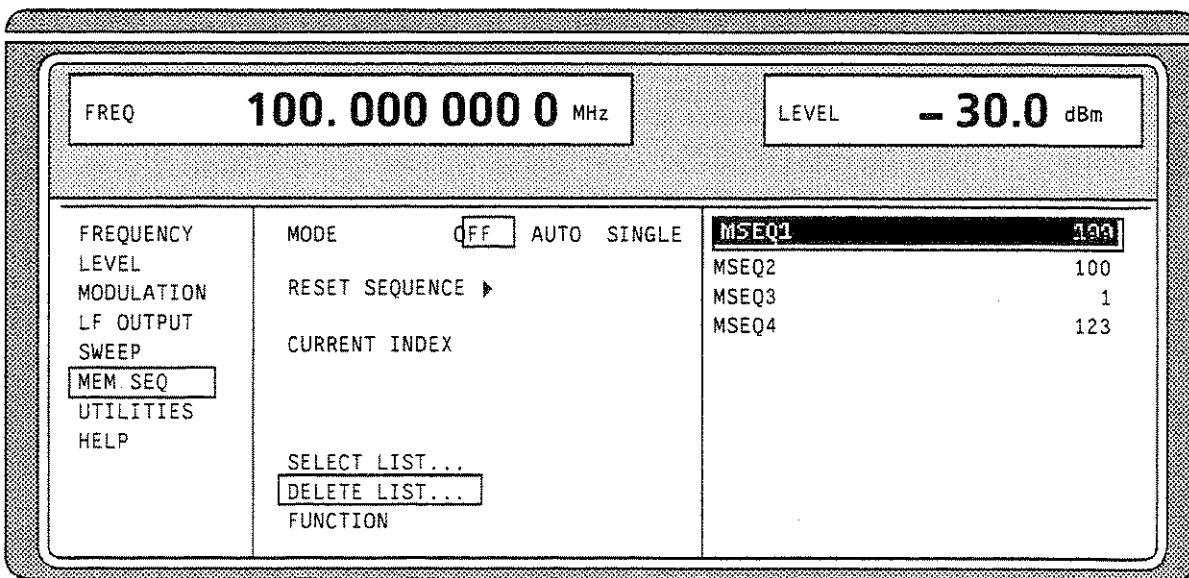 FREQ 100. 000 000 0 MHz
LEVEL - 30.0 dBm
FREQUENCY
LEVEL
MODULATION
LF OUTPUT
SWEEP
MEM SEQ
UTILITIES
HELP
MODE OFF AUTO SINGLE
RESET SEQUENCE ▶
CURRENT INDEX
SELECT LIST...
DELETE LIST...
FUNCTION
MSEQ1 100
MSEQ2 100
MSEQ3 1
MSEQ4 123